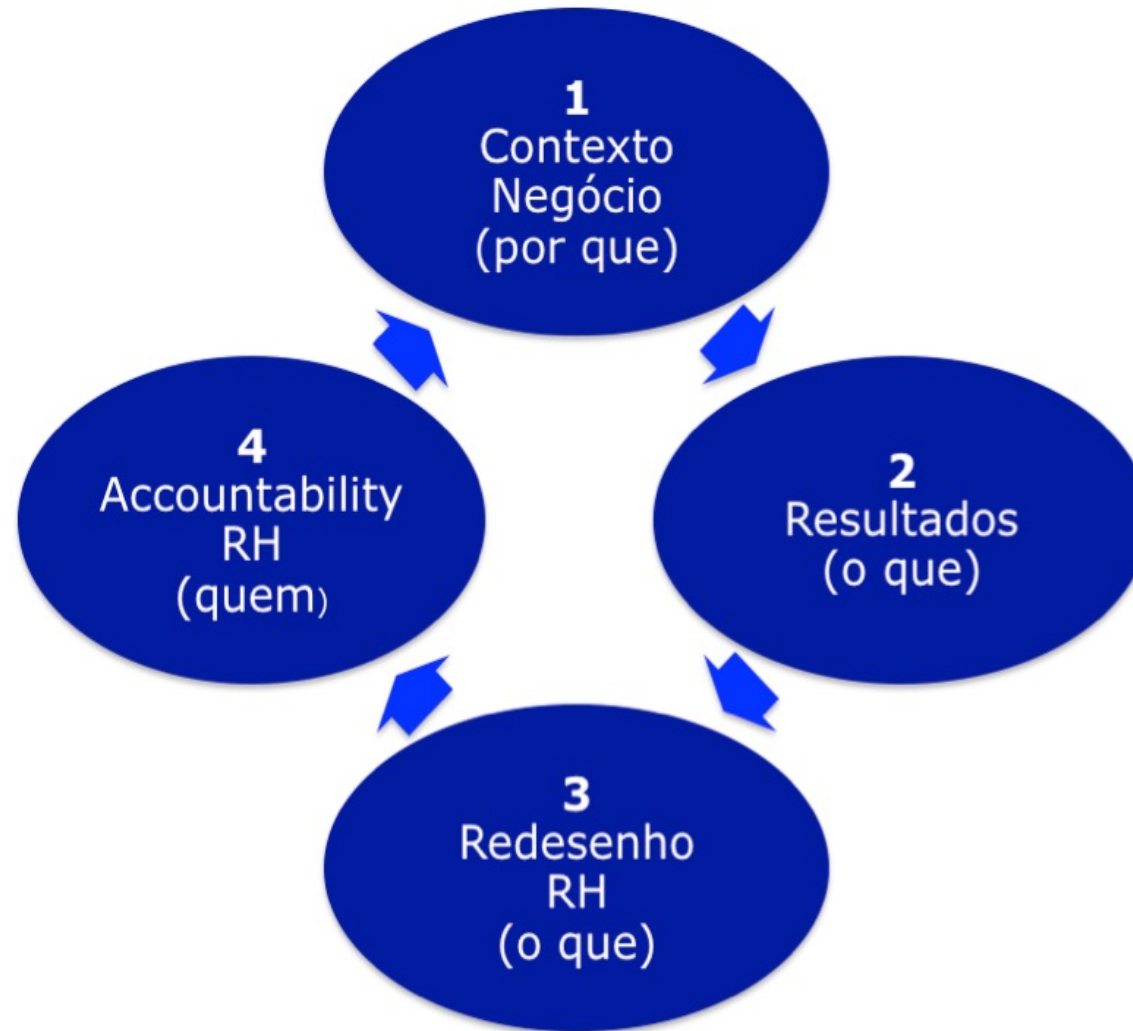 1
Contexto
Negócio
(por que)
2
Resultados
(o que)
3
Redesenho
RH
(o que)
4
Accountability
RH
(quem)